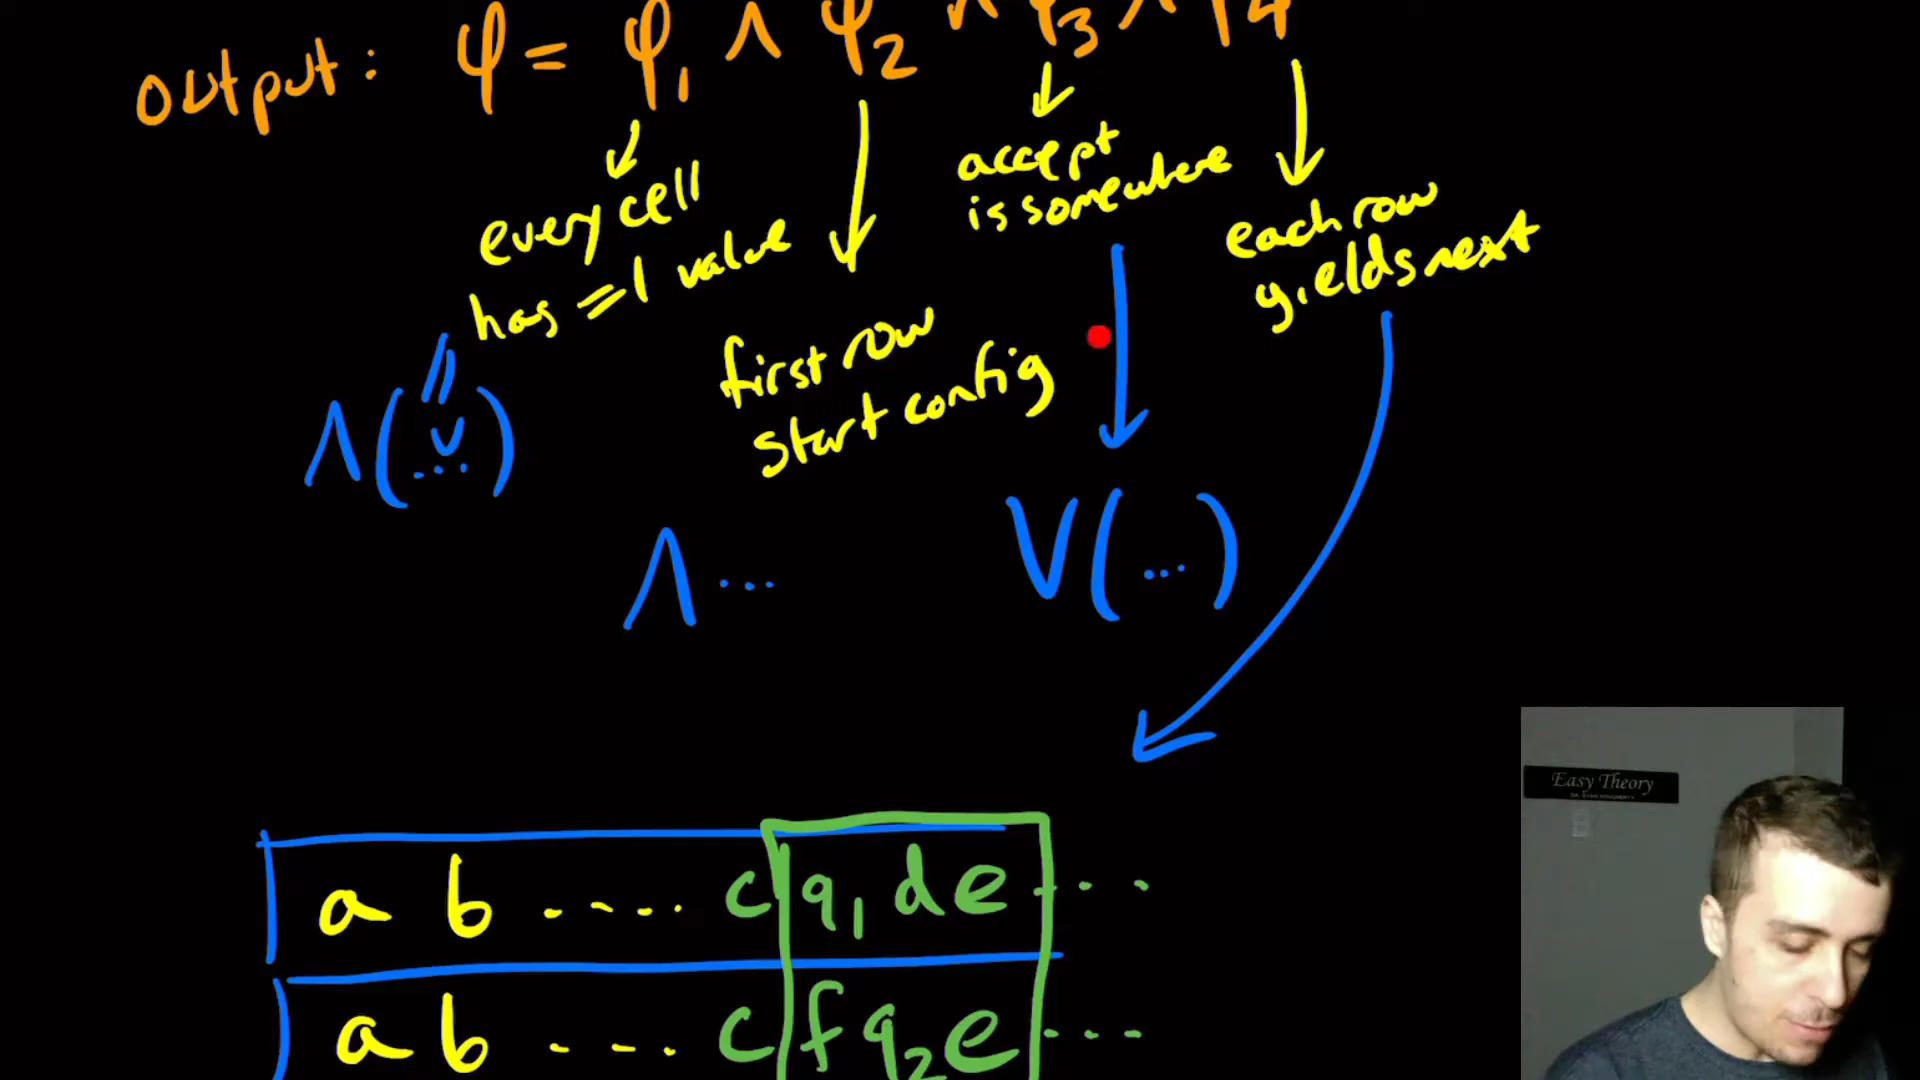 output: φ = φ₁ ∧ φ₂ ∧ φ₃ ∧ φ₄
every cell
has =1 value
first row
start config
accept
is somewhere
each row
yields next
∧(∨...)
∧...
∨(...)
a b ..... c q₁ d e ...
a b .... c f q₂ e ...
Easy Theory